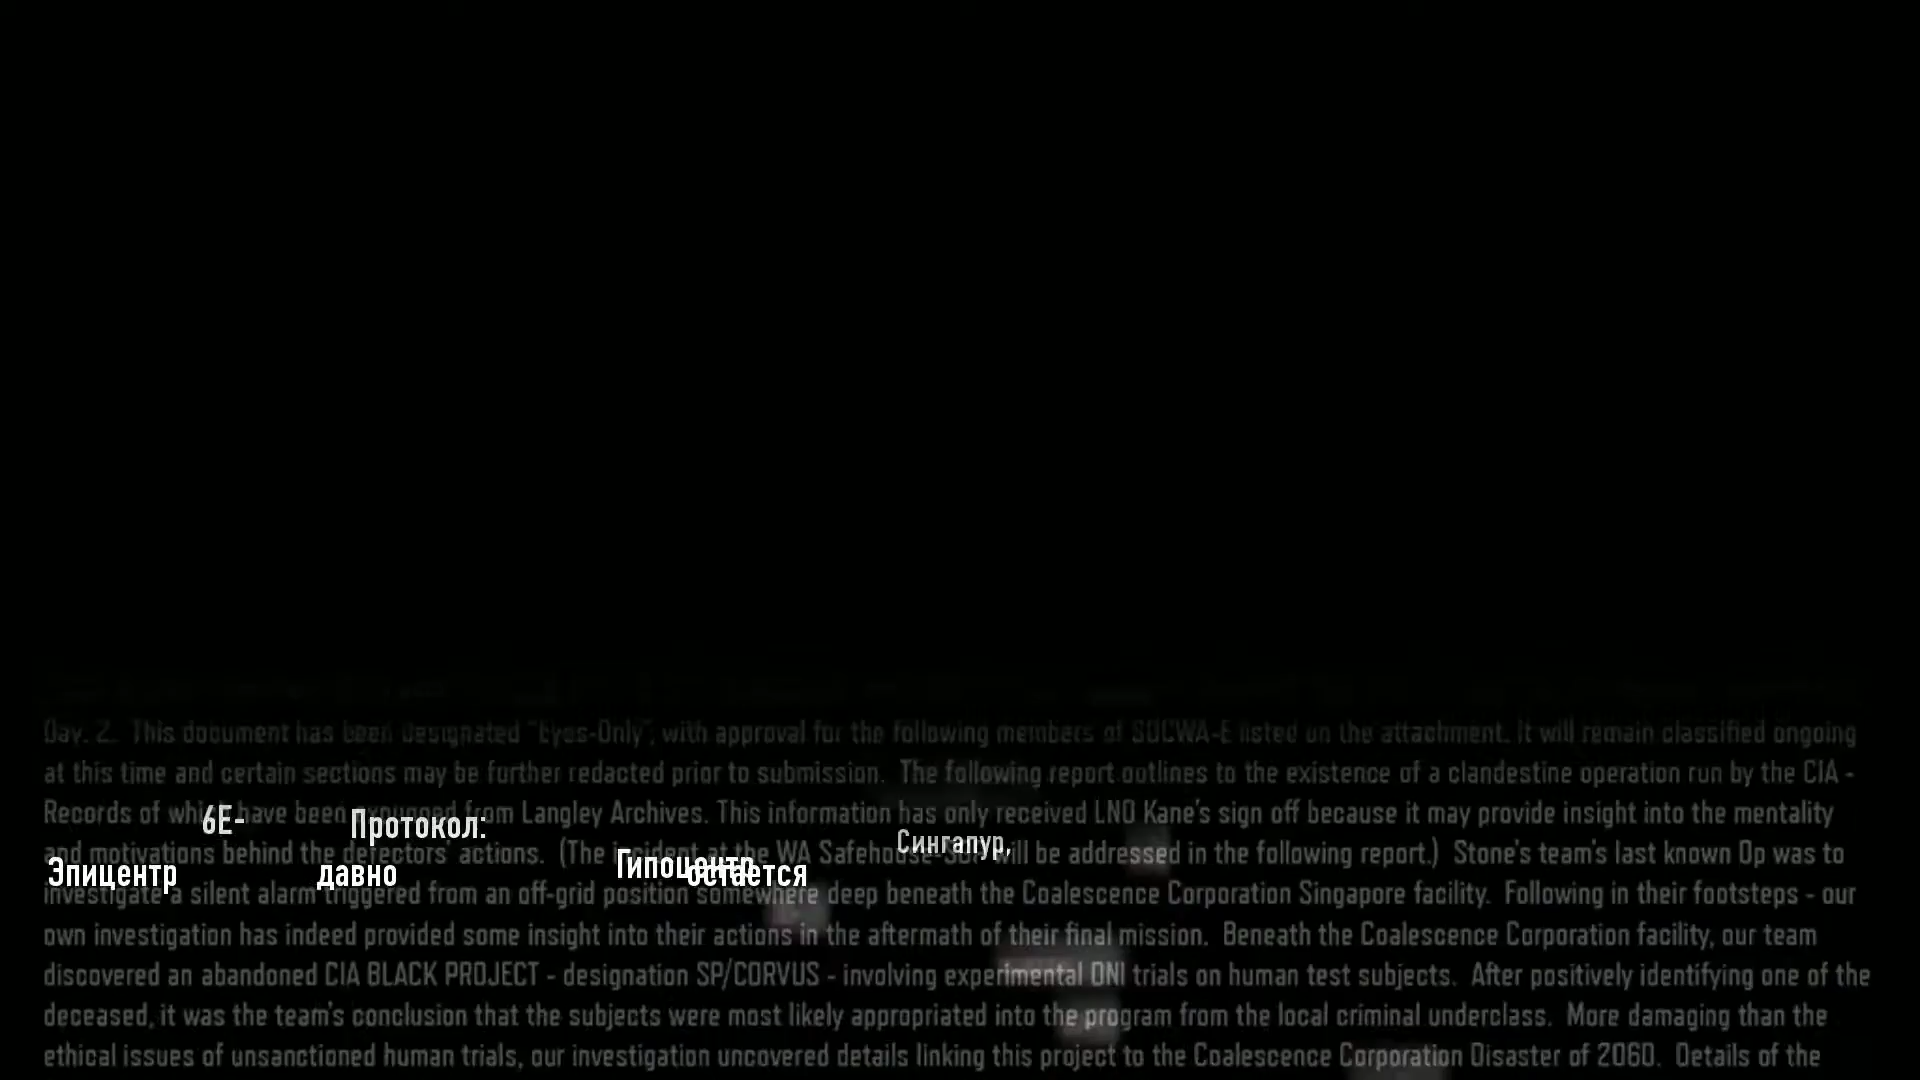 Day. 2. This document has been designated "Eyes-Only", with approval for the following members of SOCWA-E listed on the attachment. It will remain classified ongoing
at this time and certain sections may be further redacted prior to submission. The following report outlines to the existence of a clandestine operation run by the CIA -
Records of which have been expunged from Langley Archives. This information has only received LNO Kane's sign off because it may provide insight into the mentality
6E- Протокол:
and motivations behind the defectors' actions. (The incident at the WA Safehouse will be addressed in the following report.) Stone's team's last known Op was to
Сингапур,
Эпицентр давно Гипоцентр остается
investigate a silent alarm triggered from an off-grid position somewhere deep beneath the Coalescence Corporation Singapore facility. Following in their footsteps - our
own investigation has indeed provided some insight into their actions in the aftermath of their final mission. Beneath the Coalescence Corporation facility, our team
discovered an abandoned CIA BLACK PROJECT - designation SP/CORVUS - involving experimental DNI trials on human test subjects. After positively identifying one of the
deceased, it was the team's conclusion that the subjects were most likely appropriated into the program from the local criminal underclass. More damaging than the
ethical issues of unsanctioned human trials, our investigation uncovered details linking this project to the Coalescence Corporation Disaster of 2060. Details of the